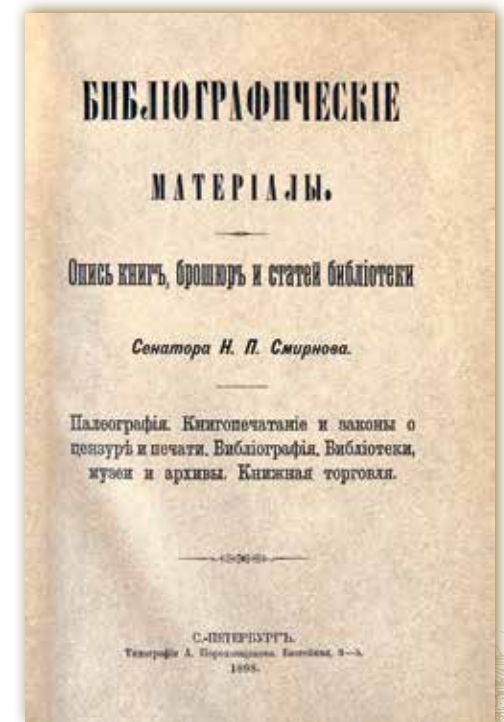 БИБЛІОГРАФИЧЕСКІЕ
МАТЕРІАЛЫ.
Опись книгъ, брошюръ и статей библіотеки
Сенатора Н. П. Смирнова.
Палеографія. Книгопечатаніе и законы о
цензурѣ и печати. Библіографія. Библіотеки,
музеи и архивы. Книжная торговля.
С.-ПЕТЕРБУРГЪ.
Типографія А. Пороховщикова.
1898.